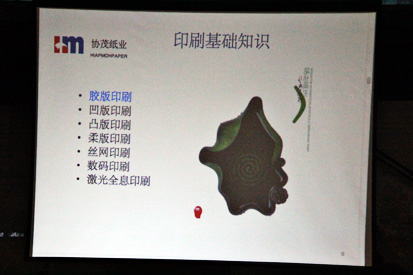 协茂纸业
HIAPMOHPAPER
印刷基础知识
• 胶版印刷
• 凹版印刷
• 凸版印刷
• 柔版印刷
• 丝网印刷
• 数码印刷
• 激光全息印刷